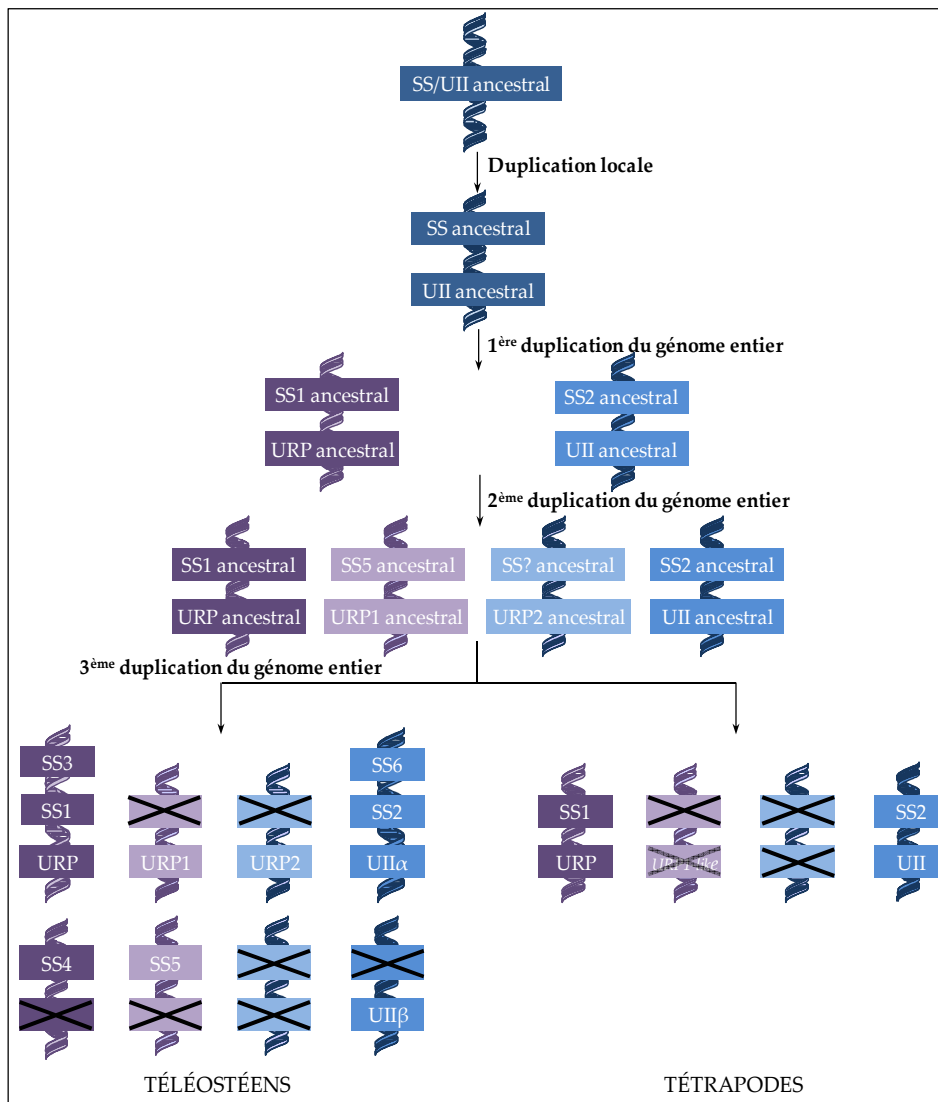 SS/UII ancestral
Duplication locale
SS ancestral
UII ancestral
1ère duplication du génome entier
SS1 ancestral SS2 ancestral
URP ancestral UII ancestral
2ème duplication du génome entier
SS1 ancestral SS5 ancestral SS? ancestral SS2 ancestral
URP ancestral URP1 ancestral URP2 ancestral UII ancestral
3ème duplication du génome entier
SS3 SS6
SS1 SS2 SS1 SS2
URP URP1 URP2 UIIα URP URP1-like UII
SS4 SS5
UIIβ
TÉLÉOSTÉENS TÉTRAPODES